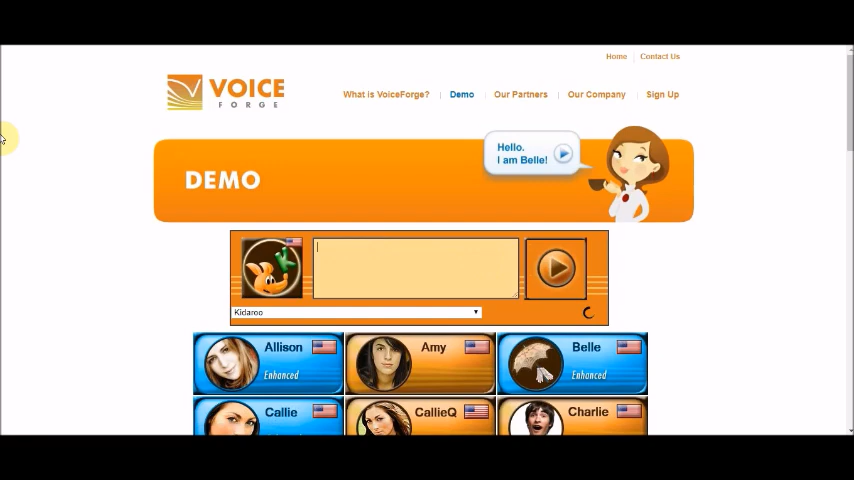 Home
Contact Us
VOICE
FORGE
What is VoiceForge?
Demo
Our Partners
Our Company
Sign Up
Hello.
I am Belle!
DEMO
K
Kidaroo
Allison
Enhanced
Amy
Belle
Enhanced
Callie
CallieQ
Charlie